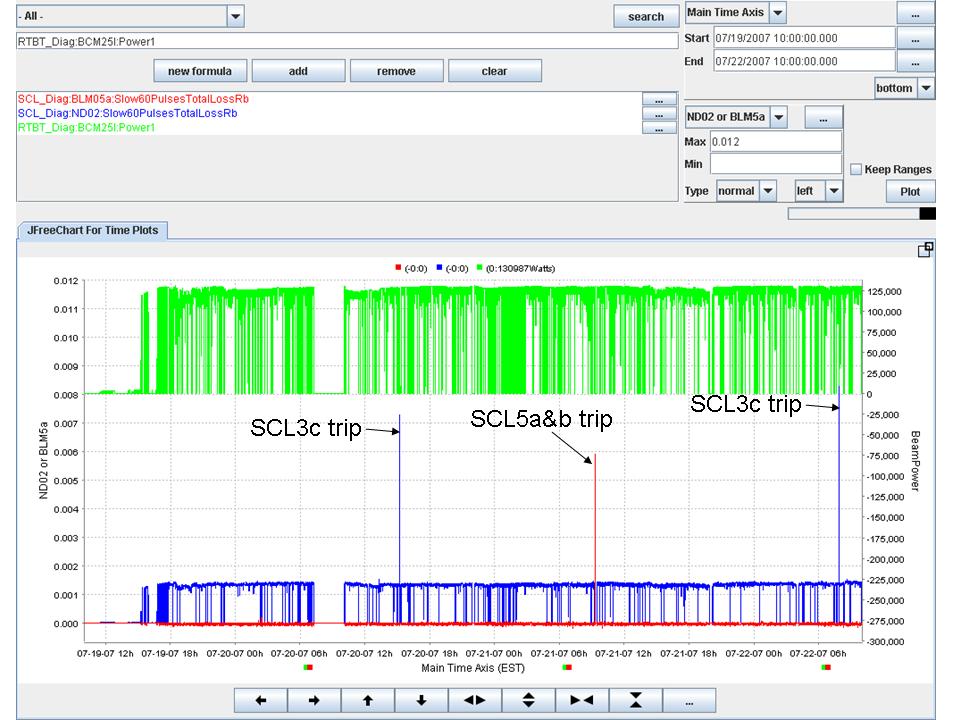 - All -
search
RTBT_Diag:BCM25I:Power1
new formula add remove clear
SCL_Diag:BLM05a:Slow60PulsesTotalLossRb ...
SCL_Diag:ND02:Slow60PulsesTotalLossRb ...
RTBT_Diag:BCM25I:Power1 ...
Main Time Axis ...
Start 07/19/2007 10:00:00.000 ...
End 07/22/2007 10:00:00.000 ...
bottom
ND02 or BLM5a ...
Max 0.012
Min
Keep Ranges
Type normal left Plot
JFreeChart For Time Plots
(-0:0) (-0:0) (0:130987Watts)
0.012
0.011
0.010
0.009
0.008
0.007
0.006
0.005
0.004
0.003
0.002
0.001
0.000
ND02 or BLM5a
SCL3c trip
SCL5a&b trip
SCL3c trip
125,000
100,000
75,000
50,000
25,000
0
-25,000
-50,000
-75,000
-100,000
-125,000
-150,000
-175,000
-200,000
-225,000
-250,000
-275,000
-300,000
BeamPower
07-19-07 12h 07-19-07 18h 07-20-07 00h 07-20-07 06h 07-20-07 12h 07-20-07 18h 07-21-07 00h 07-21-07 06h 07-21-07 12h 07-21-07 18h 07-22-07 00h 07-22-07 06h
Main Time Axis (EST)
...